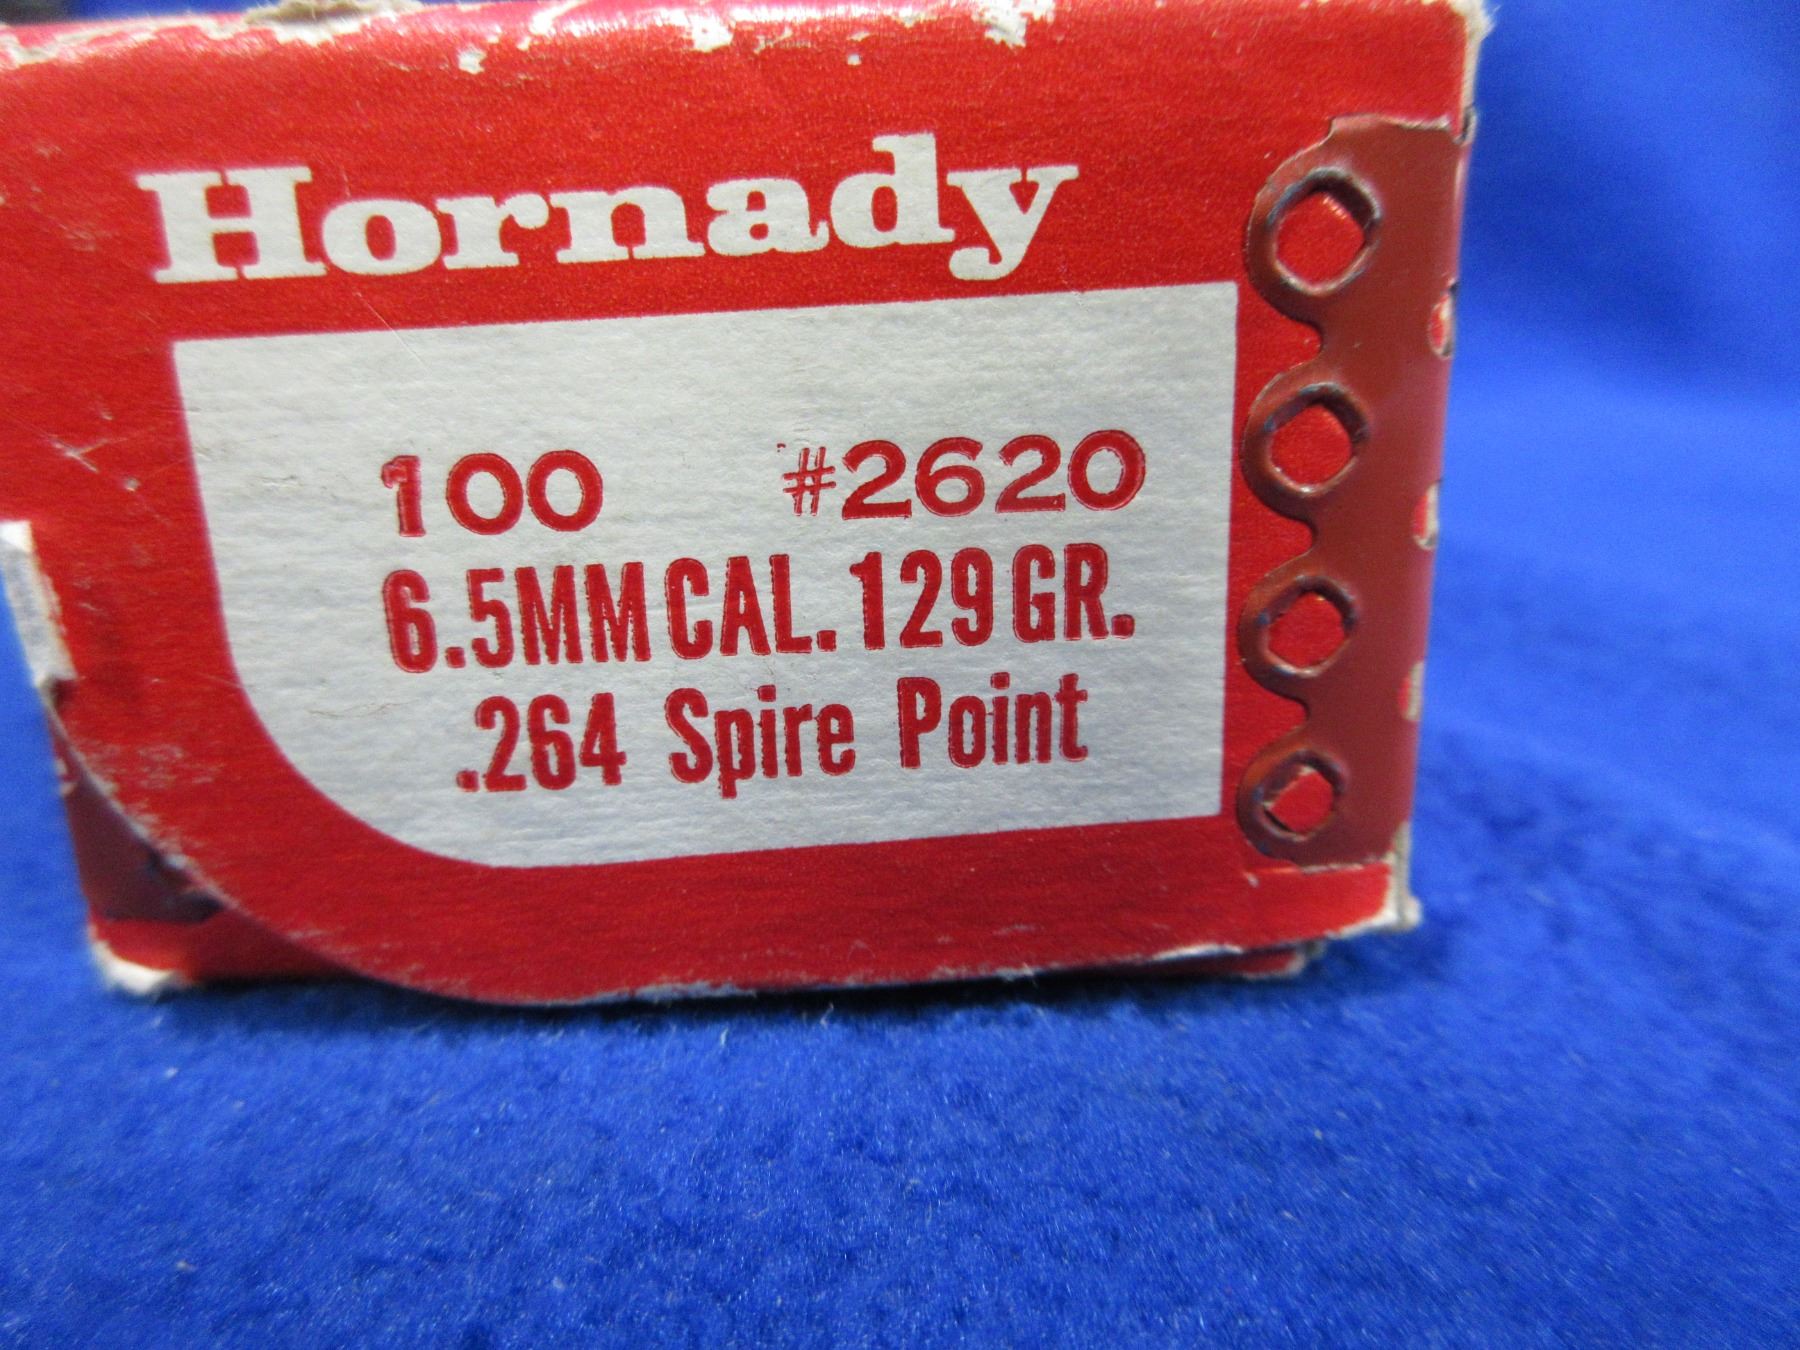 Hornady
100 #2620
6.5MM CAL. 129 GR.
.264 Spire Point